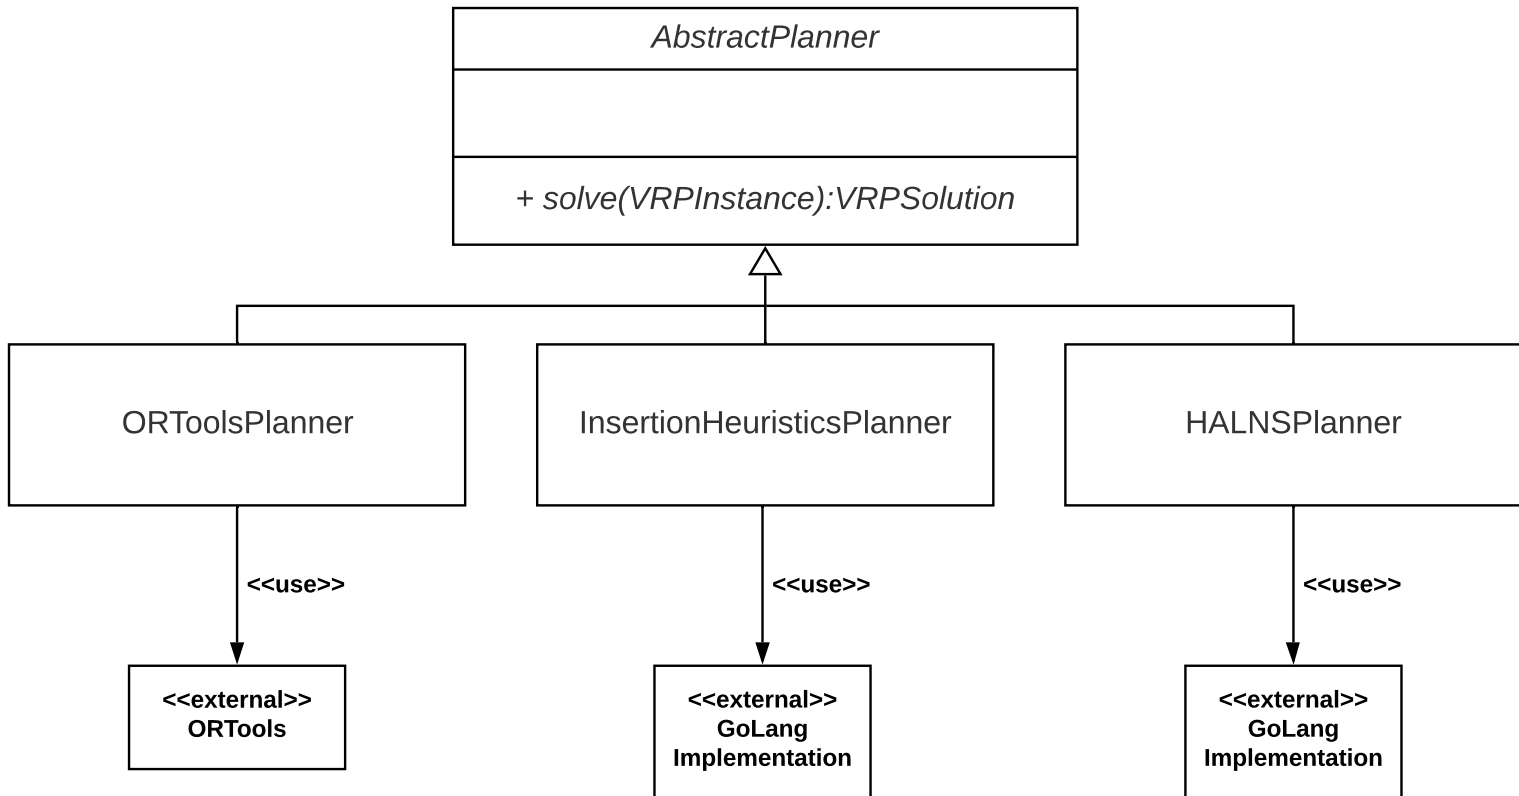 AbstractPlanner
+ solve(VRPInstance):VRPSolution
ORToolsPlanner
InsertionHeuristicsPlanner
HALNSPlanner
<<use>>
<<use>>
<<use>>
<<external>>
ORTools
<<external>>
GoLang
Implementation
<<external>>
GoLang
Implementation